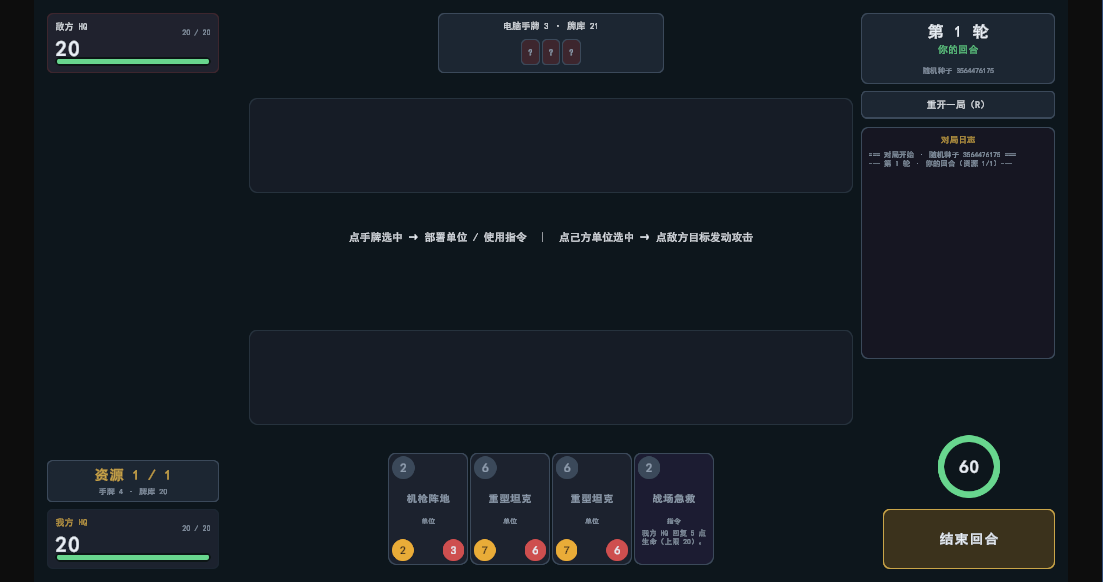 敌方 HQ
20 / 20
20
电脑手牌 3 · 牌库 21
? ? ?
第 1 轮
你的回合
随机种子 3564476175
重开一局 (R)
对局日志
=== 对局开始 · 随机种子 3564476175 ===
--- 第 1 轮 · 你的回合 (资源 1/1) ---
点手牌选中 → 部署单位 / 使用指令 | 点己方单位选中 → 点敌方目标发动攻击
资源 1 / 1
手牌 4 · 牌库 20
我方 HQ
20 / 20
20
2
机枪阵地
单位
2 3
6
重型坦克
单位
7 6
6
重型坦克
单位
7 6
2
战场急救
指令
我方 HQ 回复 5 点
生命 (上限 20)。
60
结束回合